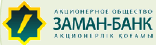 АКЦИОНЕРНОЕ ОБЩЕСТВО
ЗАМАН-БАНК
АКЦИОНЕРЛІК ҚОҒАМЫ